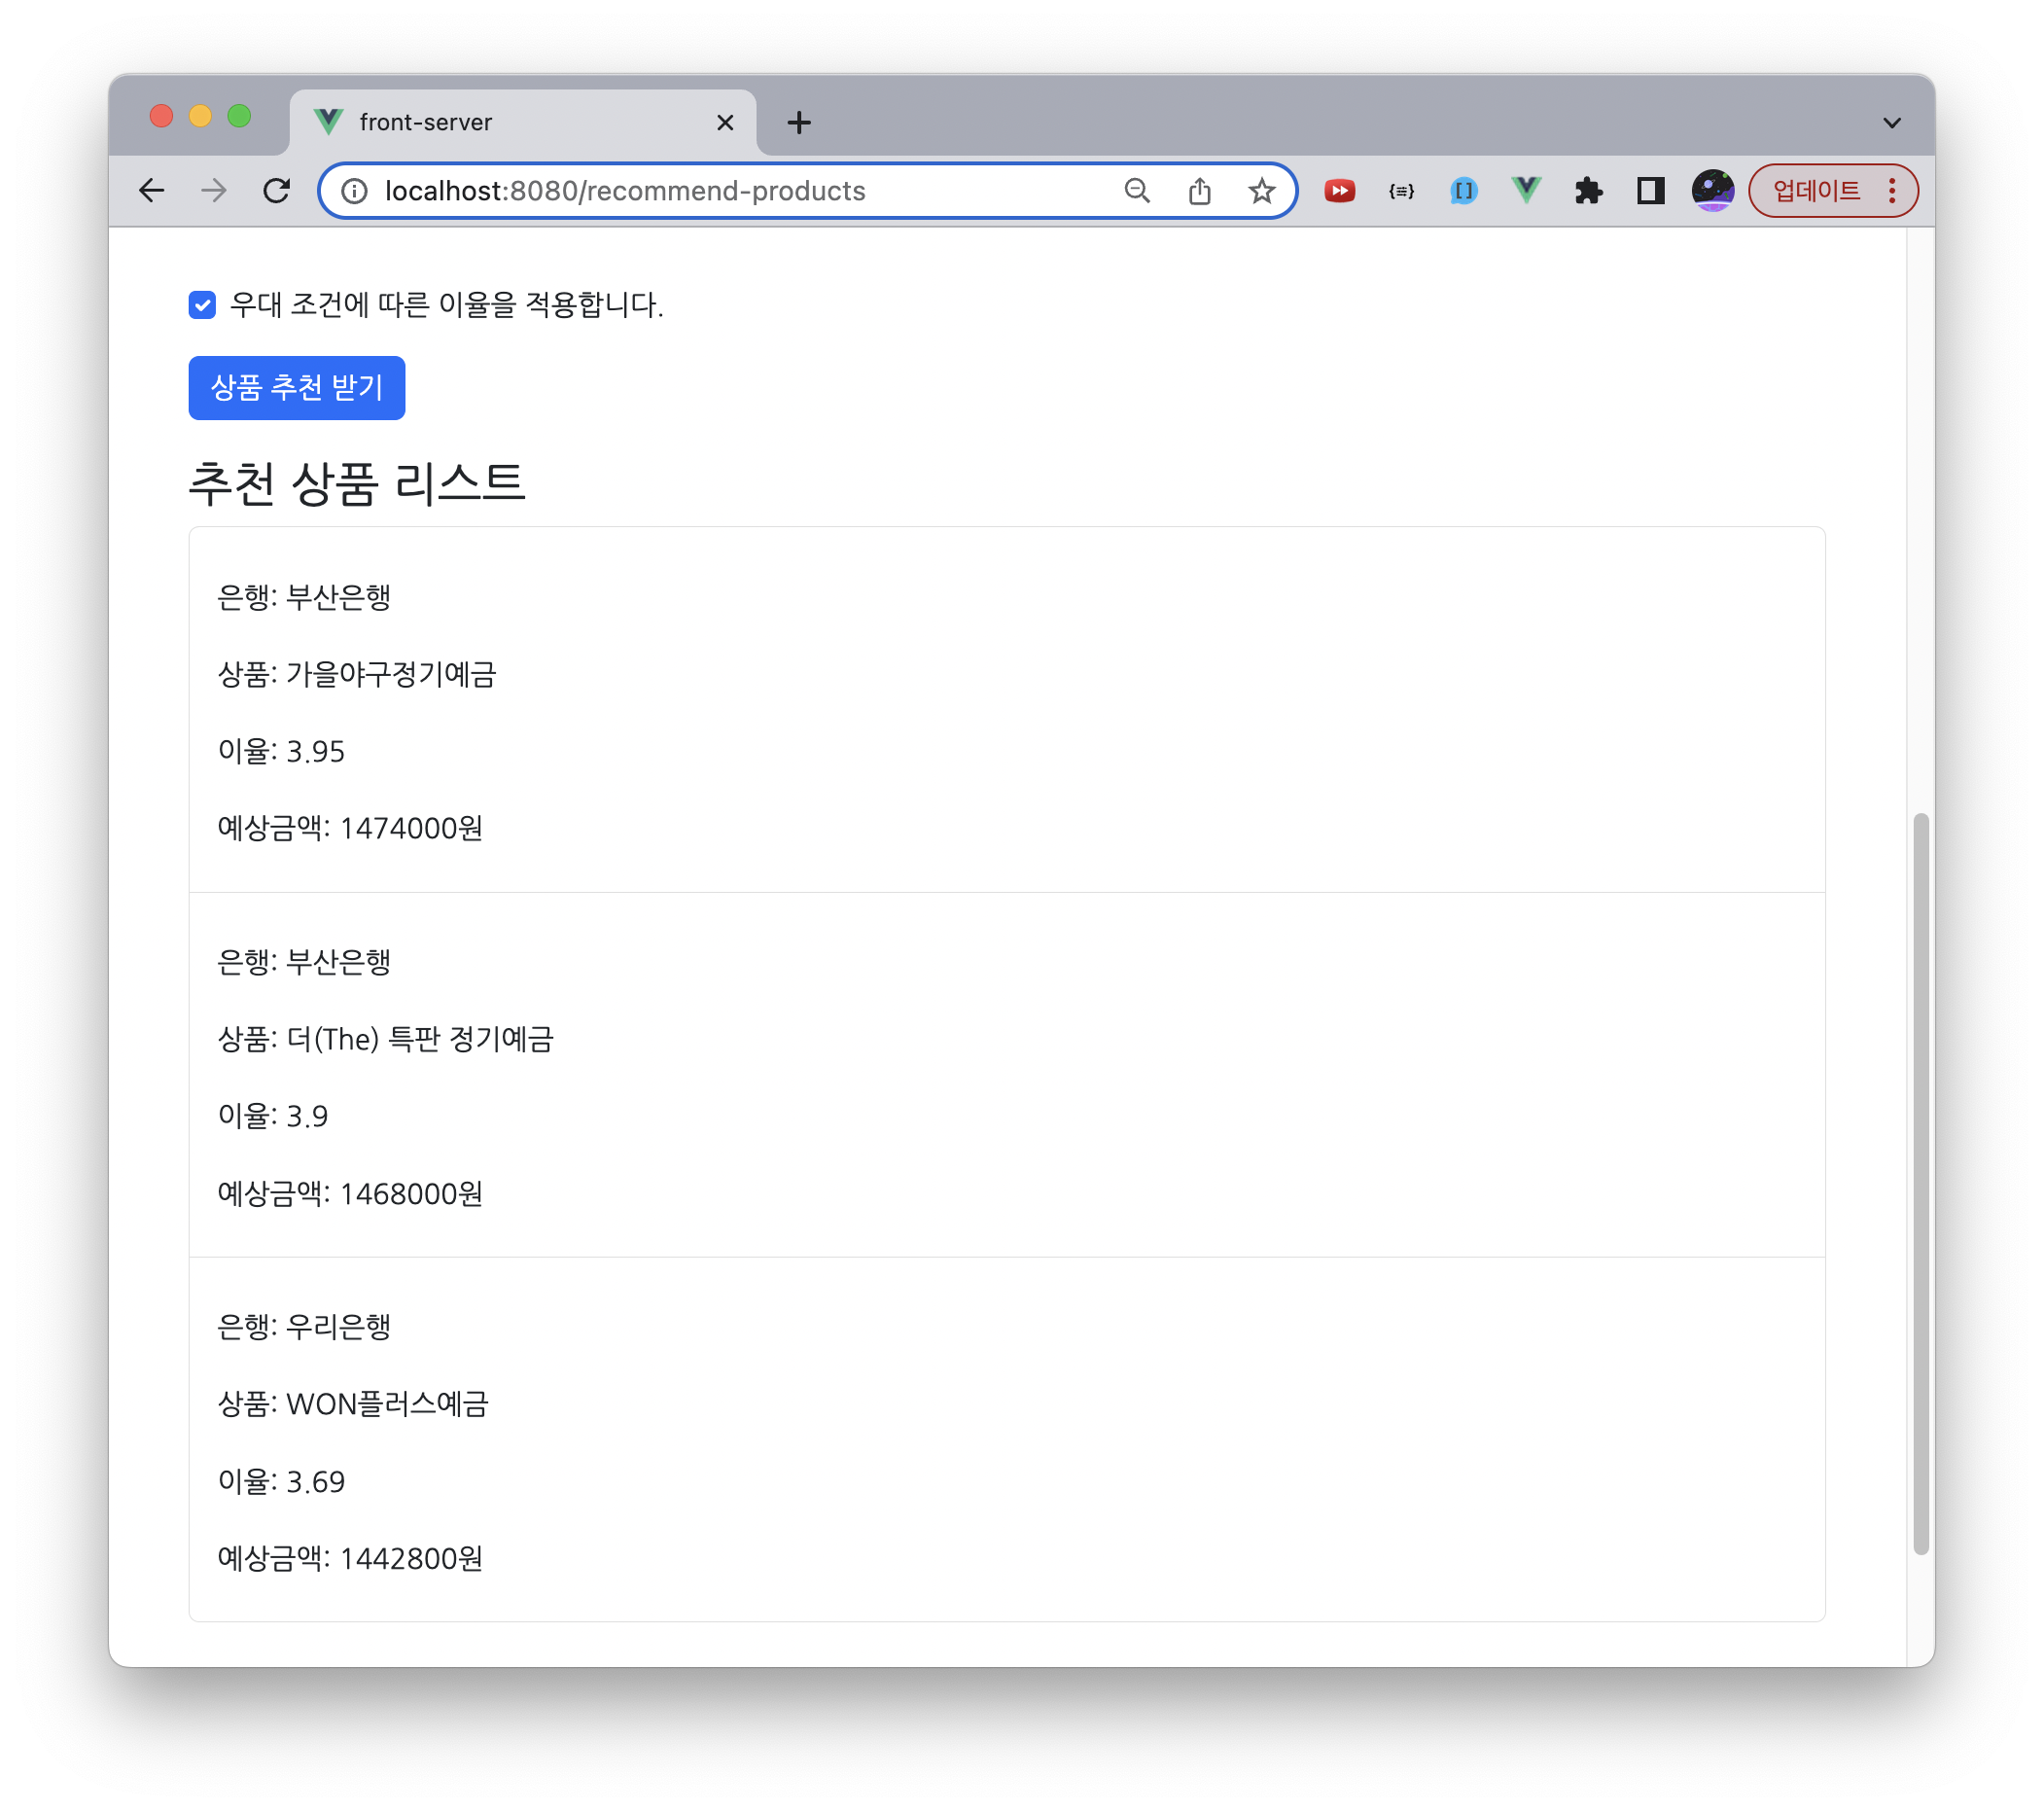 front-server
localhost:8080/recommend-products
업데이트
우대 조건에 따른 이율을 적용합니다.
상품 추천 받기
추천 상품 리스트
은행: 부산은행
상품: 가을야구정기예금
이율: 3.95
예상금액: 1474000원
은행: 부산은행
상품: 더(The) 특판 정기예금
이율: 3.9
예상금액: 1468000원
은행: 우리은행
상품: WON플러스예금
이율: 3.69
예상금액: 1442800원